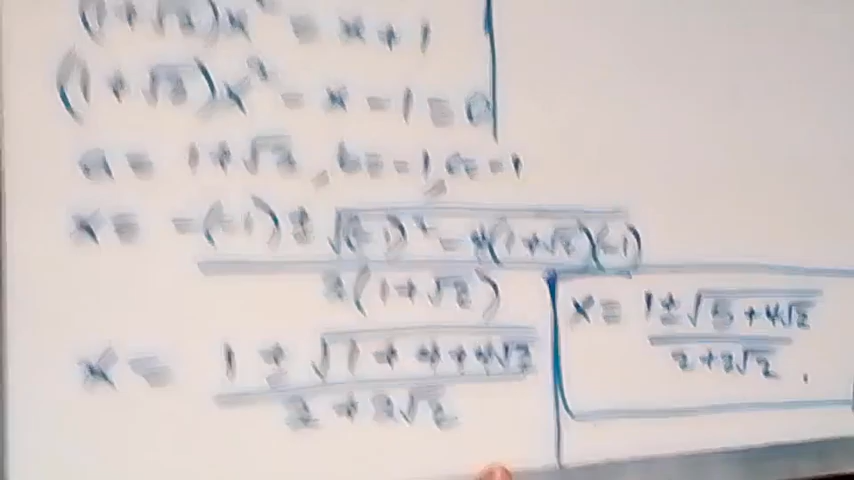 (1+√2)x² = x+1
(1+√2)x² - x - 1 = 0
a = 1+√2, b=-1, c=-1
x = -(-1) ± √(-1)² - 4(1+√2)(-1) / 2(1+√2)
x = 1 ± √1+4+4√2 / 2+2√2
x = 1 ± √5+4√2 / 2+2√2 .